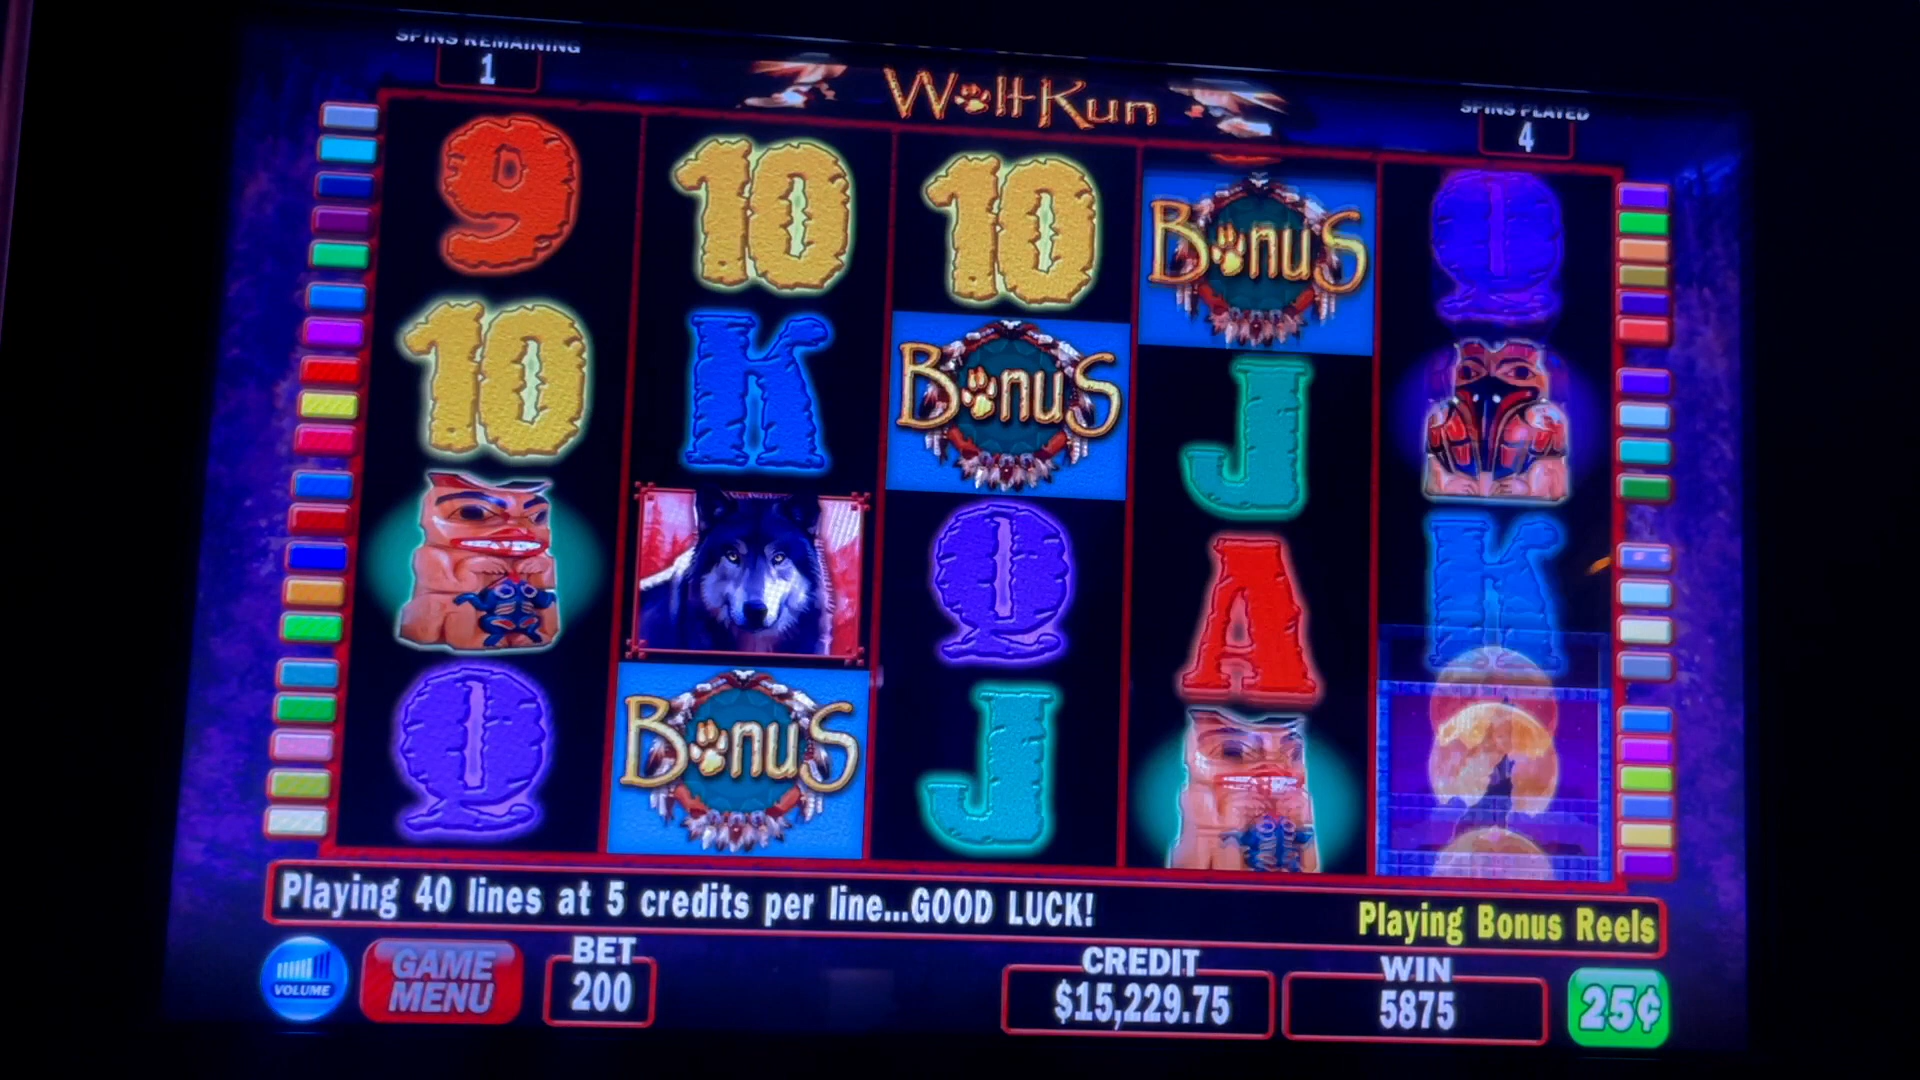 SPINS REMAINING
1
Wolf Run
SPINS PLAYED
4
9 10 10 Bonus Q
10 K Bonus J
Q A K
Q Bonus J
Playing 40 lines at 5 credits per line...GOOD LUCK!
Playing Bonus Reels
VOLUME
GAME MENU
BET
200
CREDIT
$15,229.75
WIN
5875
25¢